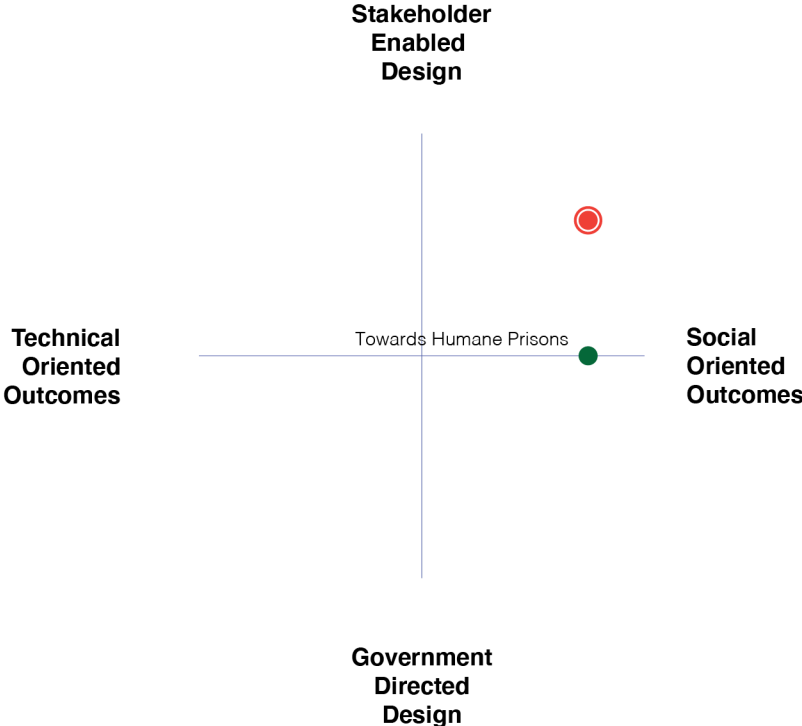 Stakeholder
Enabled
Design
Towards Humane Prisons
Technical
Oriented
Outcomes
Social
Oriented
Outcomes
Government
Directed
Design